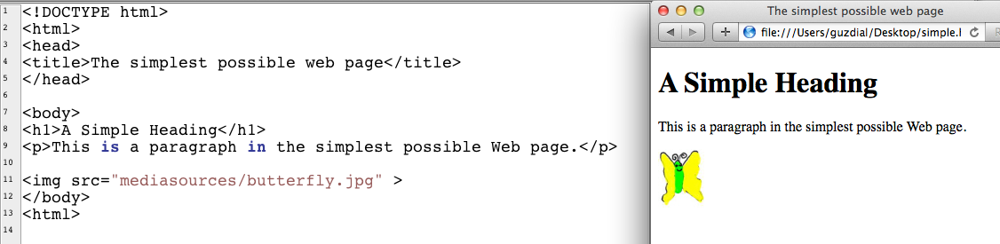 1 <!DOCTYPE html>
2 <html>
3 <head>
4 <title>The simplest possible web page</title>
5 </head>
6
7 <body>
8 <h1>A Simple Heading</h1>
9 <p>This is a paragraph in the simplest possible Web page.</p>
10
11 <img src="mediasources/butterfly.jpg" >
12 </body>
13 <html>
14
The simplest possible web page
file:///Users/guzdial/Desktop/simple.l
A Simple Heading
This is a paragraph in the simplest possible Web page.